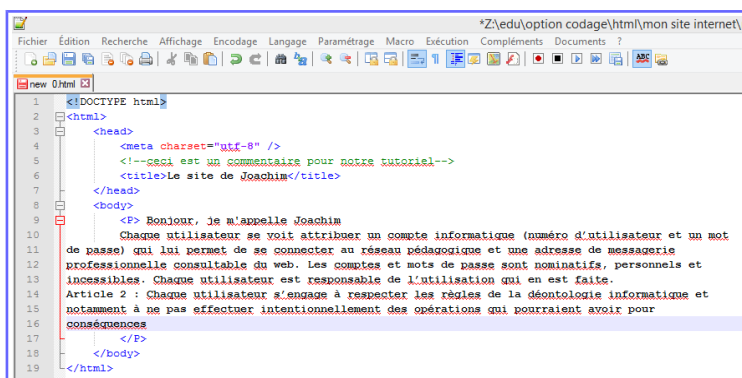 *Z:\edu\option codage\html\mon site internet\
Fichier Édition Recherche Affichage Encodage Langage Paramétrage Macro Exécution Compléments Documents ?
new 0.html
1 <!DOCTYPE html>
2 <html>
3 <head>
4 <meta charset="utf-8" />
5 <!--ceci est un commentaire pour notre tutoriel-->
6 <title>Le site de Joachim</title>
7 </head>
8 <body>
9 <P> Bonjour, je m'appelle Joachim
10 Chaque utilisateur se voit attribuer un compte informatique (numéro d'utilisateur et un mot
11 de passe) qui lui permet de se connecter au réseau pédagogique et une adresse de messagerie
12 professionnelle consultable du web. Les comptes et mots de passe sont nominatifs, personnels et
13 incessibles. Chaque utilisateur est responsable de l'utilisation qui en est faite.
14 Article 2 : Chaque utilisateur s'engage à respecter les règles de la déontologie informatique et
15 notamment à ne pas effectuer intentionnellement des opérations qui pourraient avoir pour
16 conséquences
17 </P>
18 </body>
19 </html>